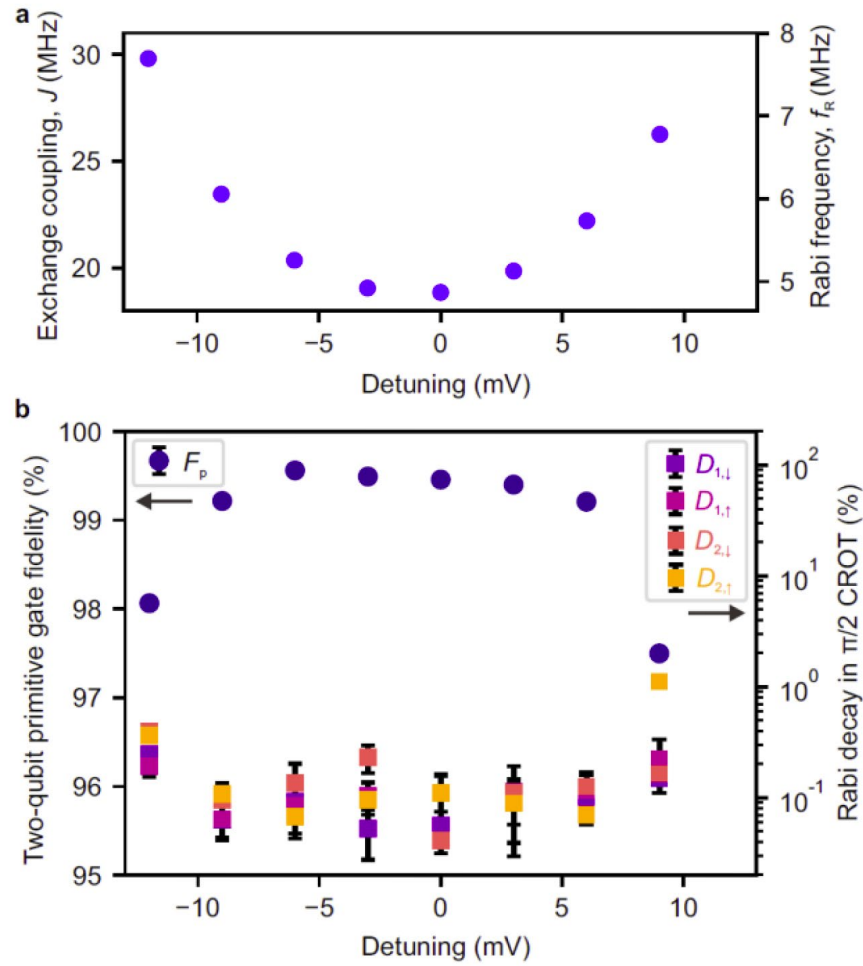 a
Exchange coupling, J (MHz)
30
25
20
8
7
6
5
Rabi frequency, fR (MHz)
−10 −5 0 5 10
Detuning (mV)
b
Two-qubit primitive gate fidelity (%)
100
99
98
97
96
95
Fp
D1,↓
D1,↑
D2,↓
D2,↑
10²
10¹
10⁰
10⁻¹
Rabi decay in π/2 CROT (%)
−10 −5 0 5 10
Detuning (mV)